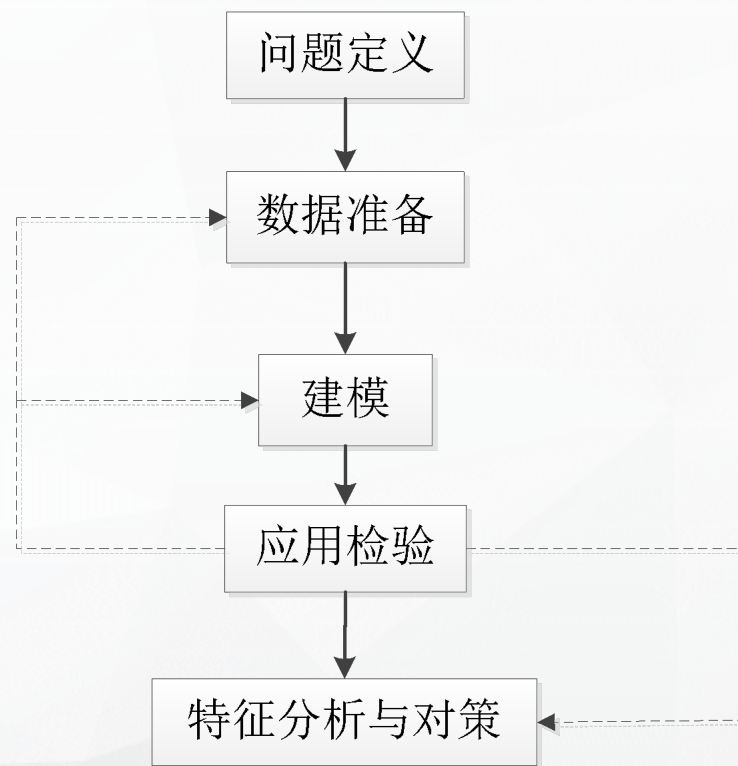 问题定义
数据准备
建模
应用检验
特征分析与对策